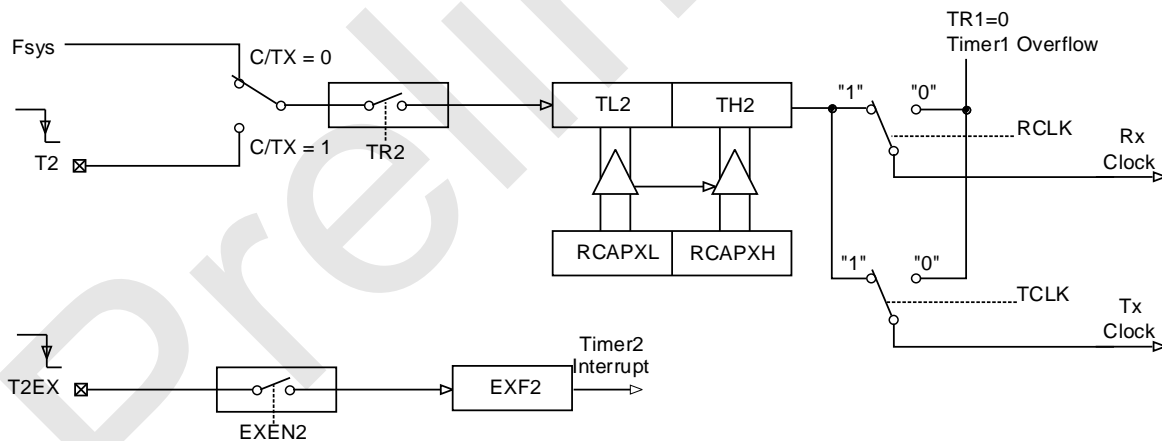 TR1=0
Timer1 Overflow
Fsys
C/TX = 0
TL2
TH2
"1"
"0"
RCLK
Rx
Clock
T2
C/TX = 1
TR2
RCAPXL
RCAPXH
"1"
"0"
TCLK
Tx
Clock
Timer2
Interrupt
T2EX
EXF2
EXEN2